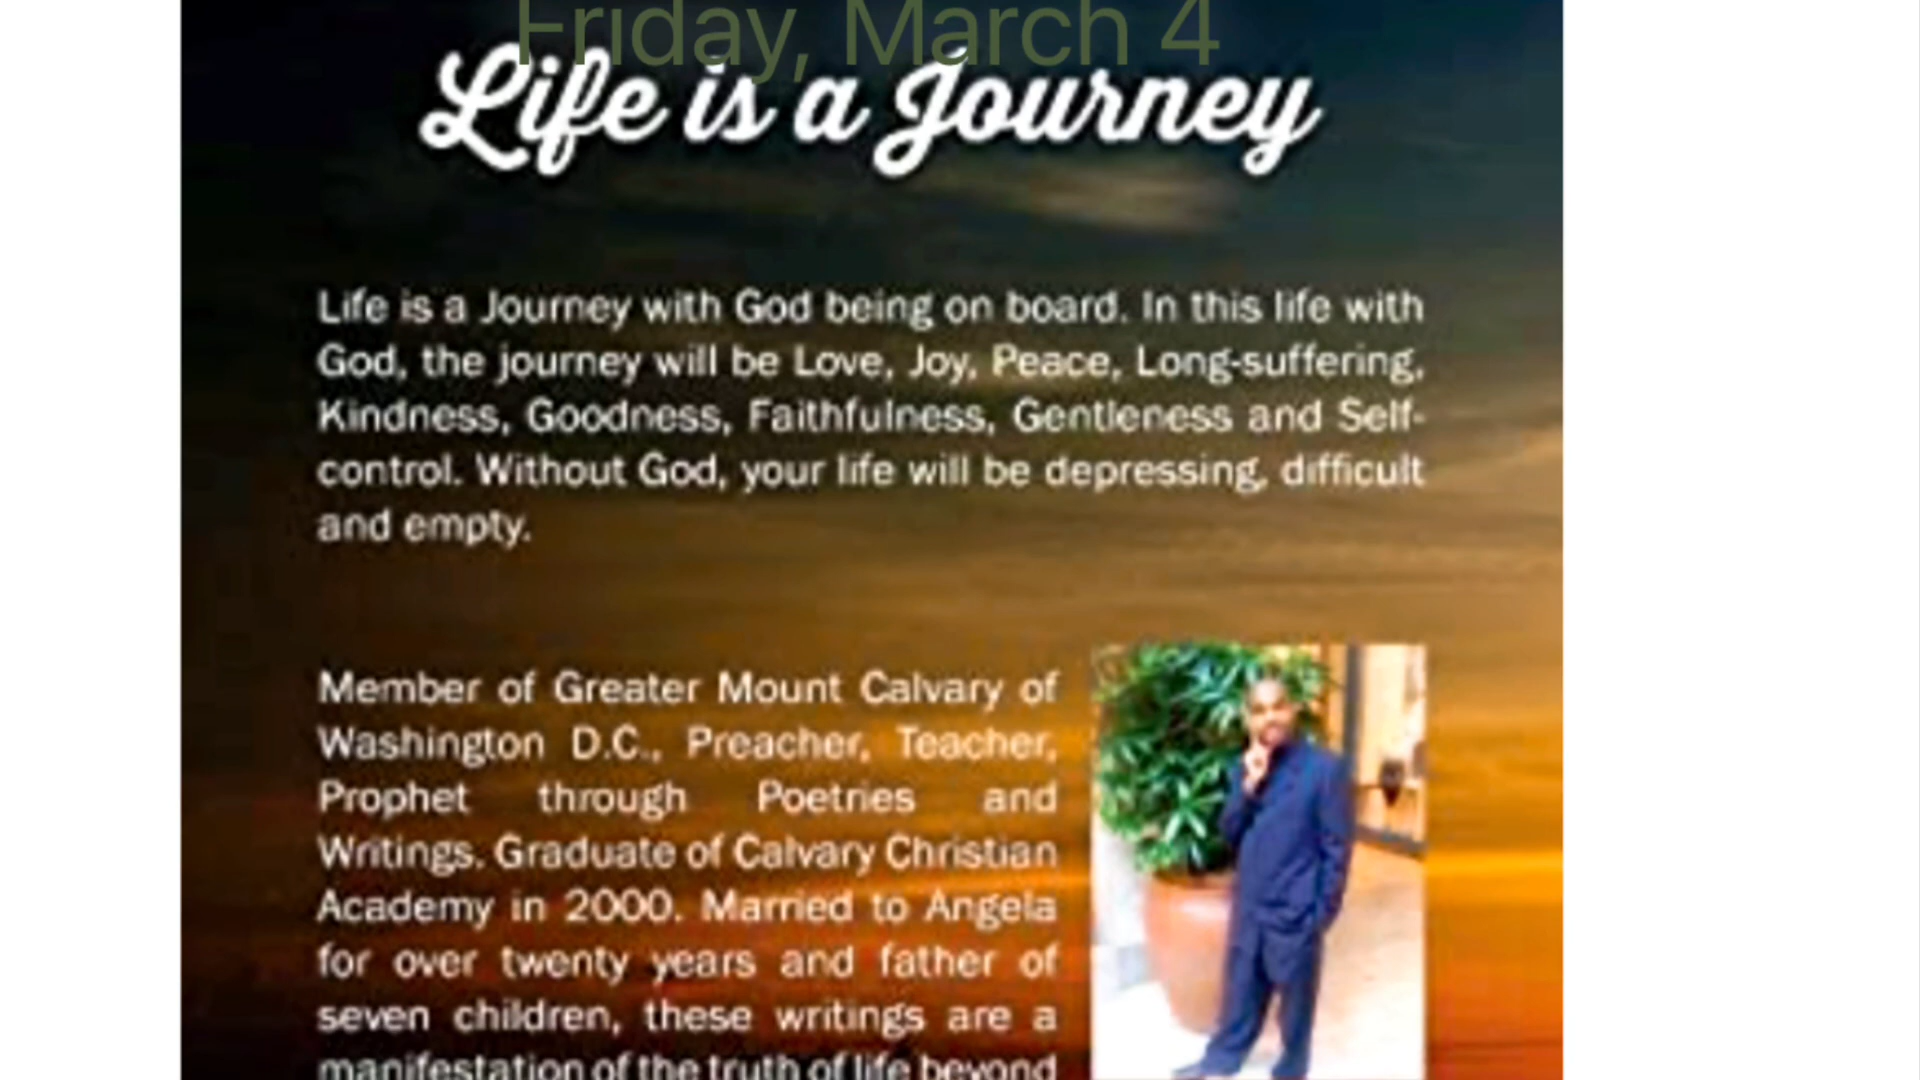 Friday, March 4
Life is a Journey
Life is a Journey with God being on board. In this life with
God, the journey will be Love, Joy, Peace, Long-suffering,
Kindness, Goodness, Faithfulness, Gentleness and Self-
control. Without God, your life will be depressing, difficult
and empty.
Member of Greater Mount Calvary of
Washington D.C., Preacher, Teacher,
Prophet through Poetries and
Writings. Graduate of Calvary Christian
Academy in 2000. Married to Angela
for over twenty years and father of
seven children, these writings are a
manifestation of the truth of life beyond